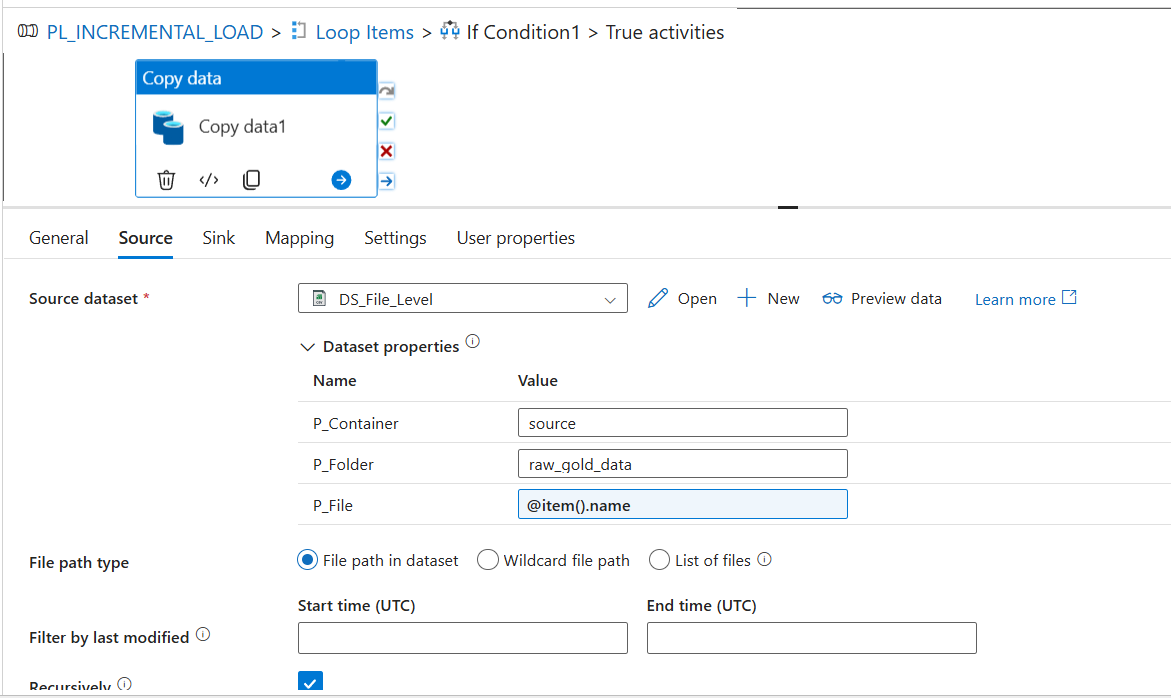 PL_INCREMENTAL_LOAD > Loop Items > If Condition1 > True activities
Copy data
Copy data1
General Source Sink Mapping Settings User properties
Source dataset * DS_File_Level Open New Preview data Learn more
Dataset properties
Name Value
P_Container source
P_Folder raw_gold_data
P_File @item().name
File path type File path in dataset Wildcard file path List of files
Start time (UTC) End time (UTC)
Filter by last modified
Recursively